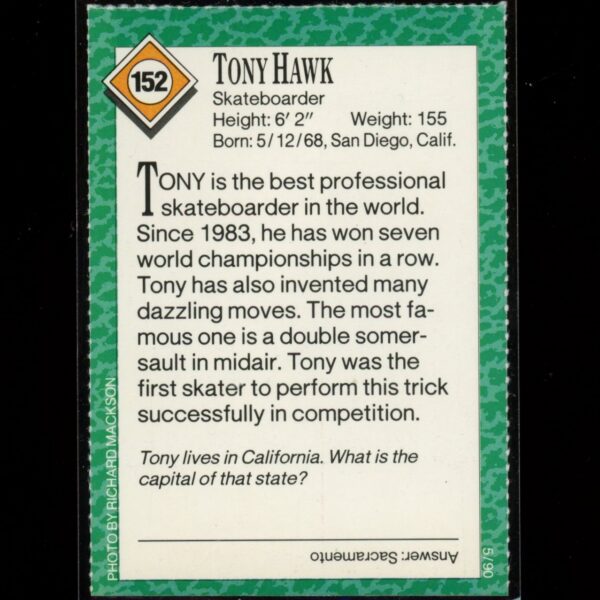 152
TONY HAWK
Skateboarder
Height: 6' 2" Weight: 155
Born: 5/12/68, San Diego, Calif.
TONY is the best professional
skateboarder in the world.
Since 1983, he has won seven
world championships in a row.
Tony has also invented many
dazzling moves. The most fa-
mous one is a double somer-
sault in midair. Tony was the
first skater to perform this trick
successfully in competition.
Tony lives in California. What is the
capital of that state?
Answer: Sacramento
PHOTO BY RICHARD MACKSON
5/90